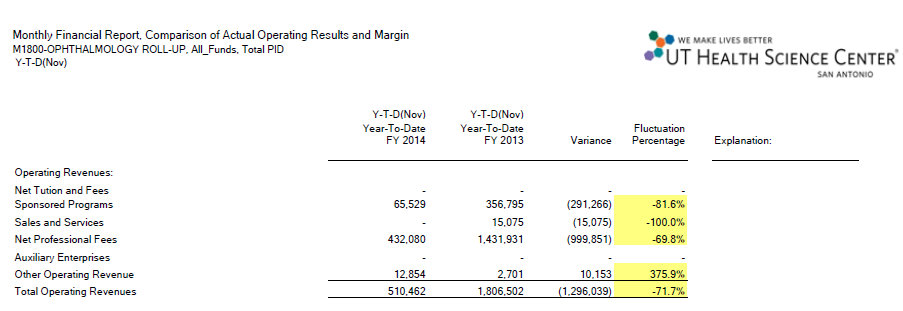 Monthly Financial Report, Comparison of Actual Operating Results and Margin
M1800-OPHTHALMOLOGY ROLL-UP, All_Funds, Total PID
Y-T-D(Nov)
WE MAKE LIVES BETTER
UT HEALTH SCIENCE CENTER®
SAN ANTONIO
Y-T-D(Nov) Y-T-D(Nov)
Year-To-Date Year-To-Date Fluctuation
FY 2014 FY 2013 Variance Percentage Explanation:
Operating Revenues:
Net Tution and Fees - - - -
Sponsored Programs 65,529 356,795 (291,266) -81.6%
Sales and Services - 15,075 (15,075) -100.0%
Net Professional Fees 432,080 1,431,931 (999,851) -69.8%
Auxiliary Enterprises - - - -
Other Operating Revenue 12,854 2,701 10,153 375.9%
Total Operating Revenues 510,462 1,806,502 (1,296,039) -71.7%